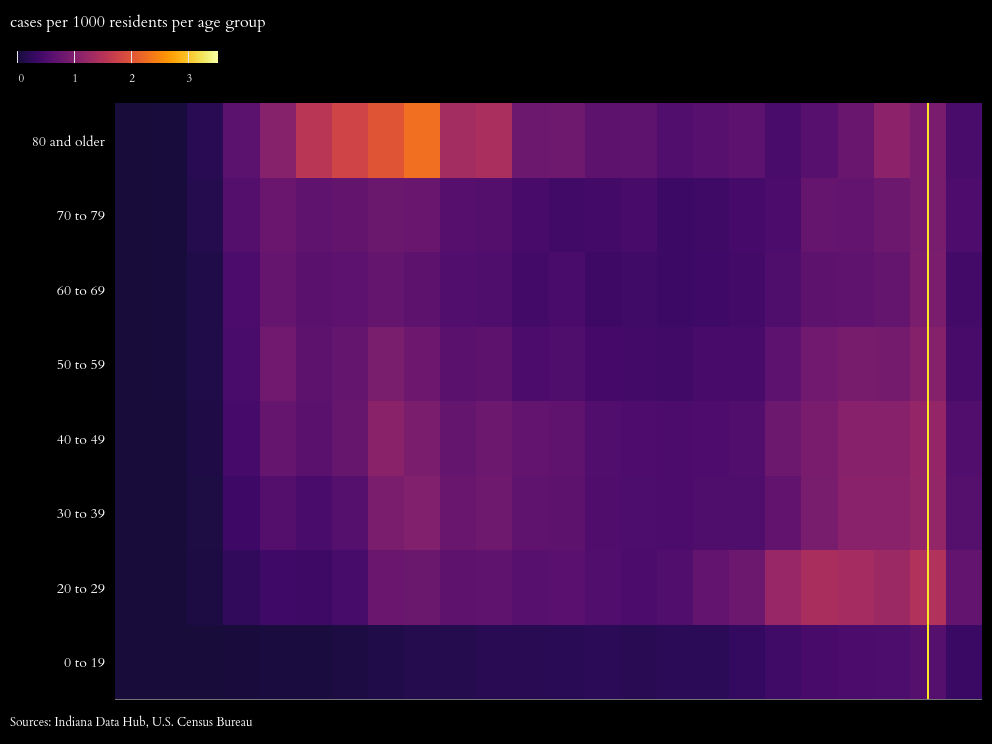 cases per 1000 residents per age group
0 1 2 3
80 and older
70 to 79
60 to 69
50 to 59
40 to 49
30 to 39
20 to 29
0 to 19
Sources: Indiana Data Hub, U.S. Census Bureau